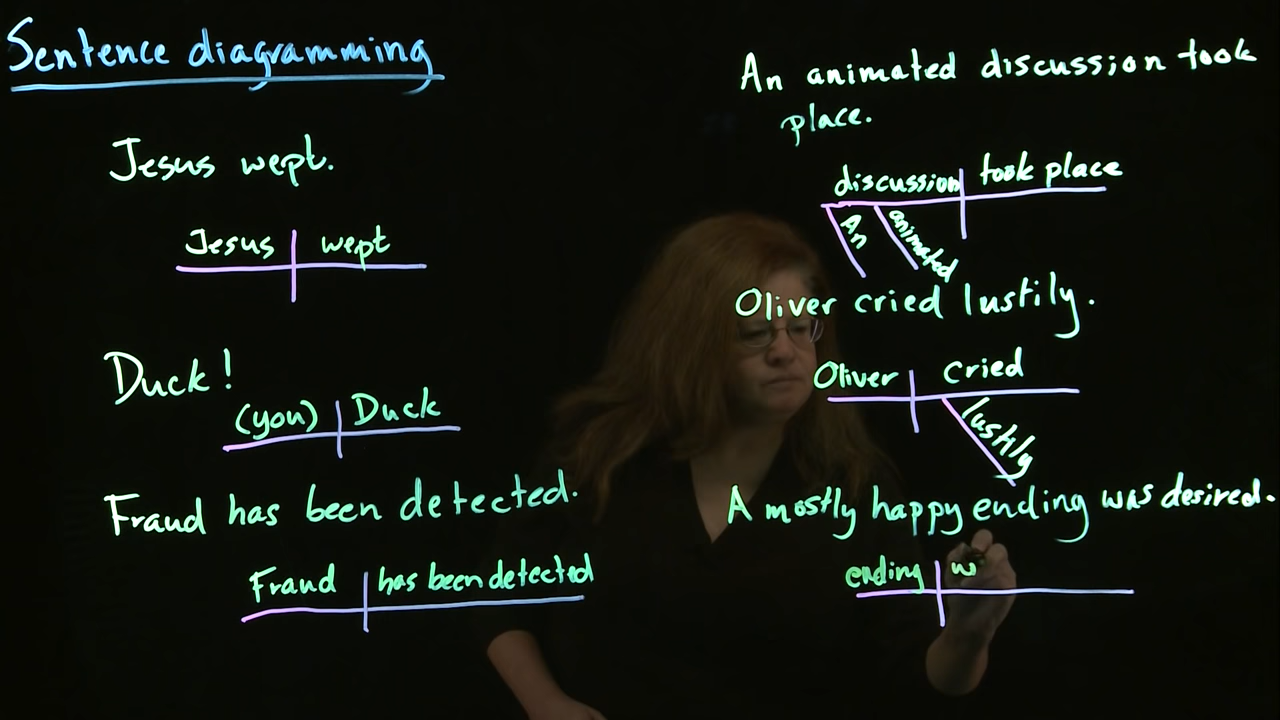 Sentence diagramming
Jesus wept.
Jesus wept
Duck!
(you) Duck
Fraud has been detected.
Fraud has been detected
An animated discussion took
place.
discussion took place
An animated
Oliver cried lustily.
Oliver cried
lustily
A mostly happy ending was desired.
ending w